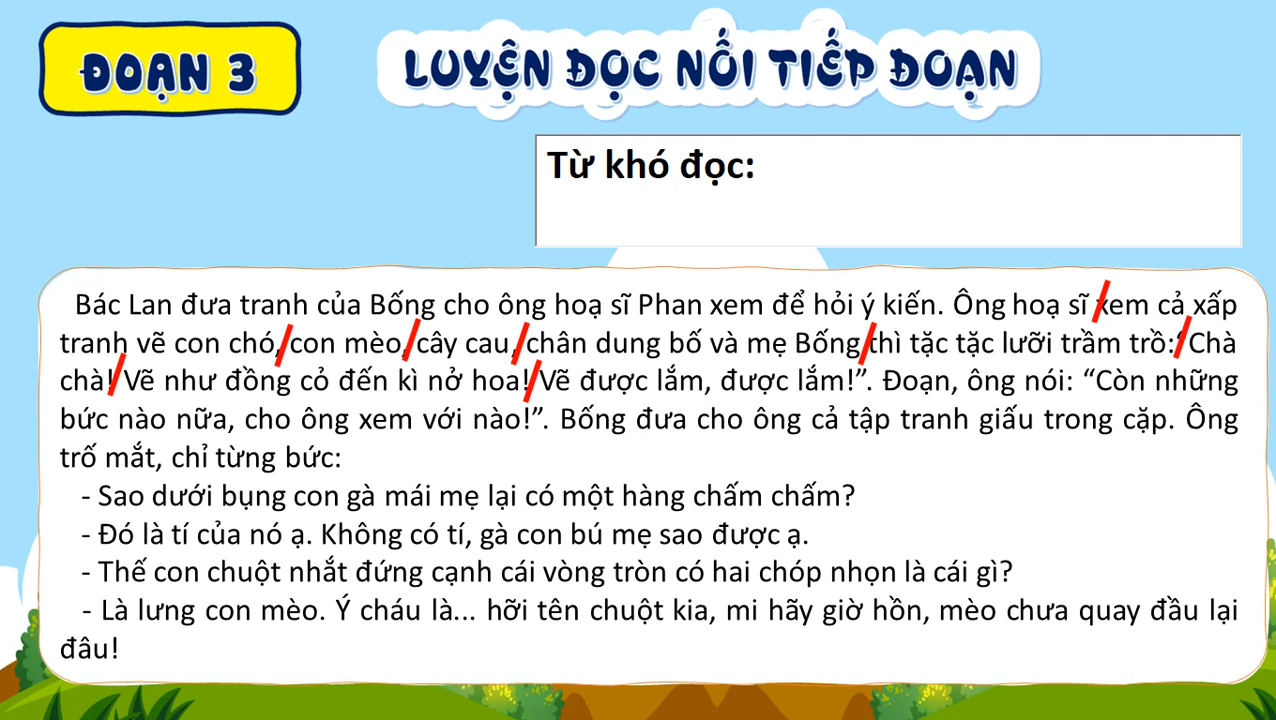 ĐOẠN 3
LUYỆN ĐỌC NỐI TIẾP ĐOẠN
Từ khó đọc:
Bác Lan đưa tranh của Bống cho ông hoạ sĩ Phan xem để hỏi ý kiến. Ông hoạ sĩ xem cả xấp
tranh vẽ con chó, con mèo, cây cau, chân dung bố và mẹ Bống thì tặc tặc lưỡi trầm trồ: “Chà
chà! Vẽ như đồng cỏ đến kì nở hoa! Vẽ được lắm, được lắm!”. Đoạn, ông nói: “Còn những
bức nào nữa, cho ông xem với nào!”. Bống đưa cho ông cả tập tranh giấu trong cặp. Ông
trố mắt, chỉ từng bức:
- Sao dưới bụng con gà mái mẹ lại có một hàng chấm chấm?
- Đó là tí của nó ạ. Không có tí, gà con bú mẹ sao được ạ.
- Thế con chuột nhắt đứng cạnh cái vòng tròn có hai chóp nhọn là cái gì?
- Là lưng con mèo. Ý cháu là... hỡi tên chuột kia, mi hãy giờ hồn, mèo chưa quay đầu lại
đâu!